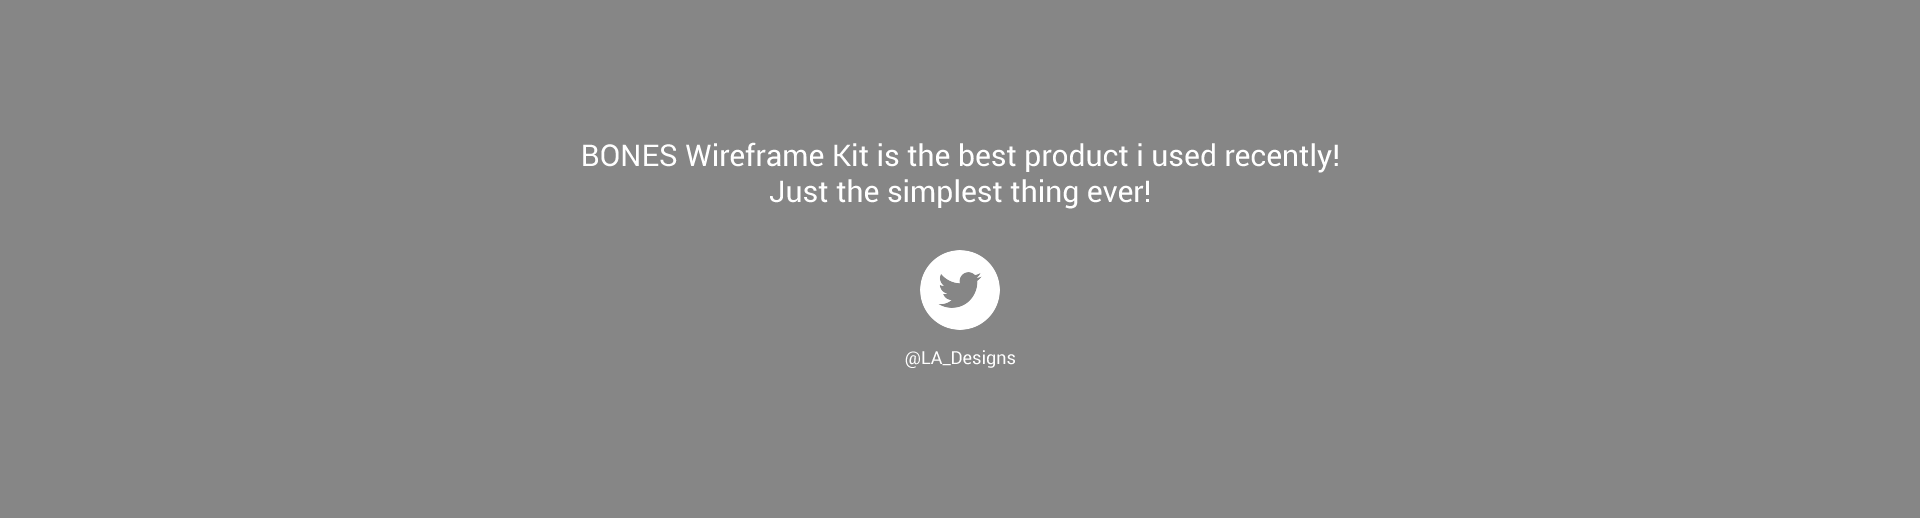 BONES Wireframe Kit is the best product i used recently!
Just the simplest thing ever!
@LA_Designs